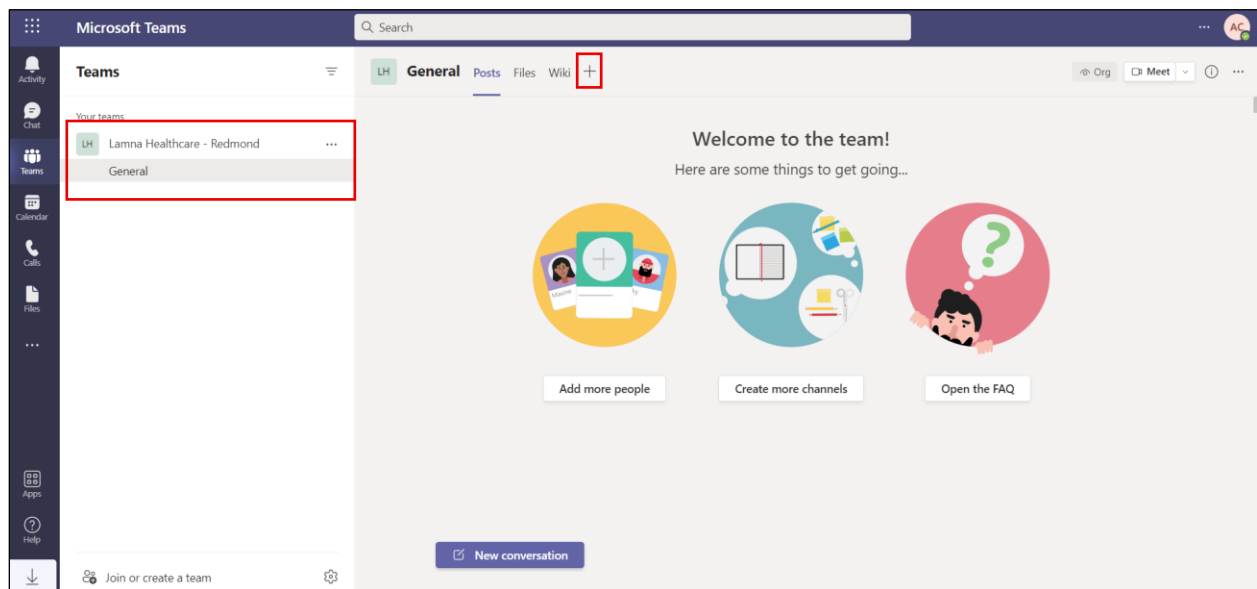 Microsoft Teams
Search
AC
Activity
Chat
Teams
Calendar
Calls
Files
Apps
Help
Teams
Your teams
LH Lamna Healthcare - Redmond
General
Join or create a team
LH General Posts Files Wiki
Org Meet
Welcome to the team!
Here are some things to get going...
Maxine
Add more people
Create more channels
Open the FAQ
New conversation